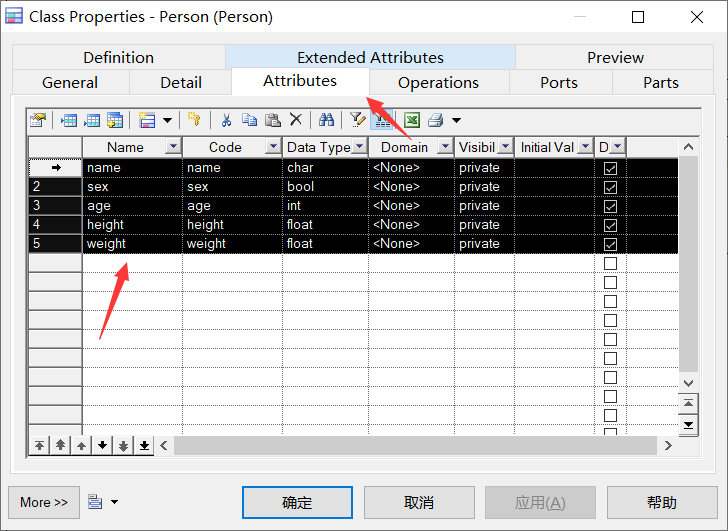 Class Properties - Person (Person)
Definition Extended Attributes Preview
General Detail Attributes Operations Ports Parts
Name Code Data Type Domain Visibil Initial Val D
name name char <None> private
2 sex sex bool <None> private
3 age age int <None> private
4 height height float <None> private
5 weight weight float <None> private
More >> 确定 取消 应用(A) 帮助